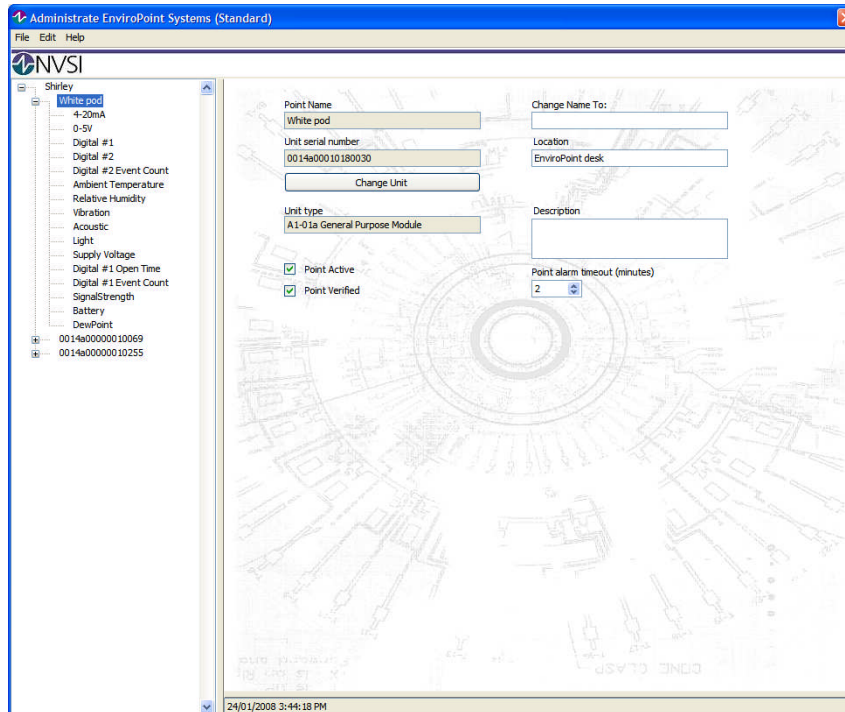 Administrate EnviroPoint Systems (Standard)
File Edit Help
NVSI
Shirley
White pod
4-20mA
0-5V
Digital #1
Digital #2
Digital #2 Event Count
Ambient Temperature
Relative Humidity
Vibration
Acoustic
Light
Supply Voltage
Digital #1 Open Time
Digital #1 Event Count
SignalStrength
Battery
DewPoint
0014a00000010069
0014a00000010255
Point Name
White pod
Unit serial number
0014a00010180030
Change Unit
Unit type
A1-01a General Purpose Module
Point Active
Point Verified
Change Name To:
Location
EnviroPoint desk
Description
Point alarm timeout (minutes)
2
CONE CLASP
24/01/2008 3:44:18 PM